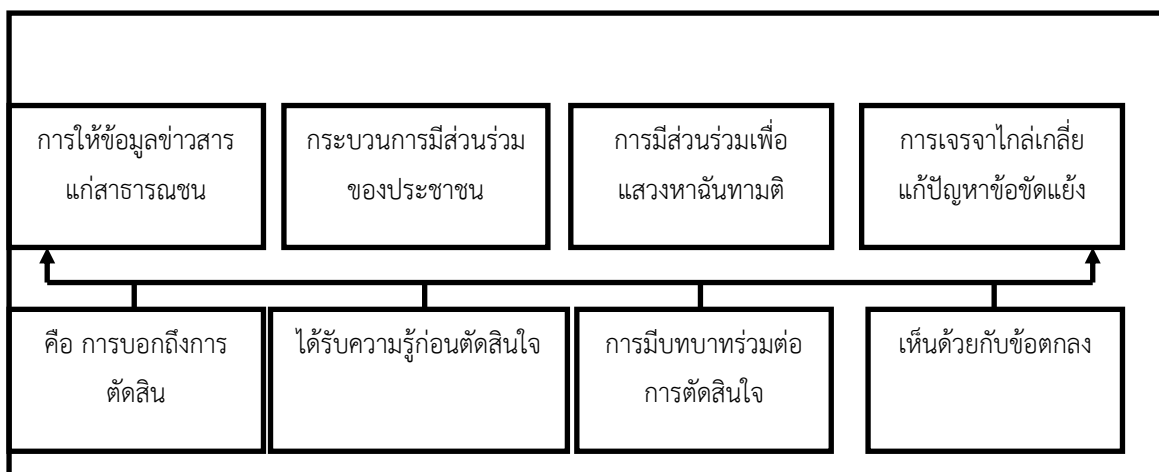 การให้ข้อมูลข่าวสาร
แก่สาธารณชน
กระบวนการมีส่วนร่วม
ของประชาชน
การมีส่วนร่วมเพื่อ
แสวงหาฉันทามติ
การเจรจาไกล่เกลี่ย
แก้ปัญหาข้อขัดแย้ง
คือ การบอกถึงการ
ตัดสิน
ได้รับความรู้ก่อนตัดสินใจ
การมีบทบาทร่วมต่อ
การตัดสินใจ
เห็นด้วยกับข้อตกลง